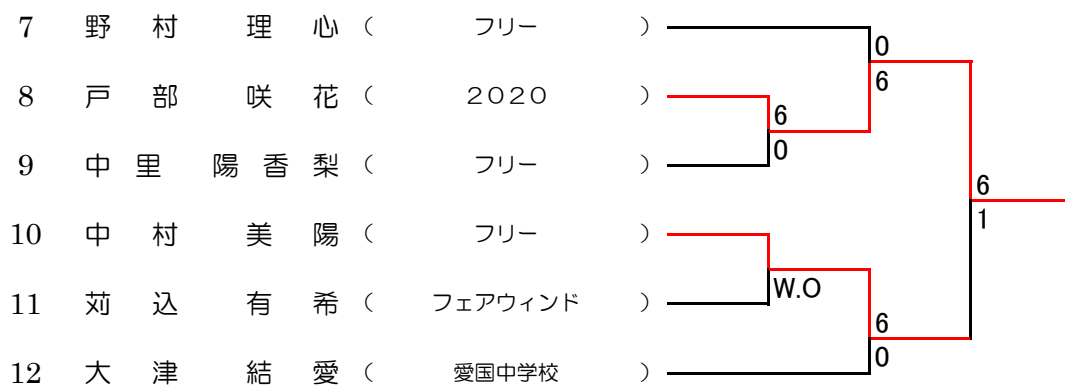 7 野村 理心 ( フリー )
0
6
8 戸部 咲花 ( 2020 )
6
0
9 中里 陽香梨 ( フリー )
6
1
10 中村 美陽 ( フリー )
W.O
11 苅込 有希 ( フェアウィンド )
6
0
12 大津 結愛 ( 愛国中学校 )